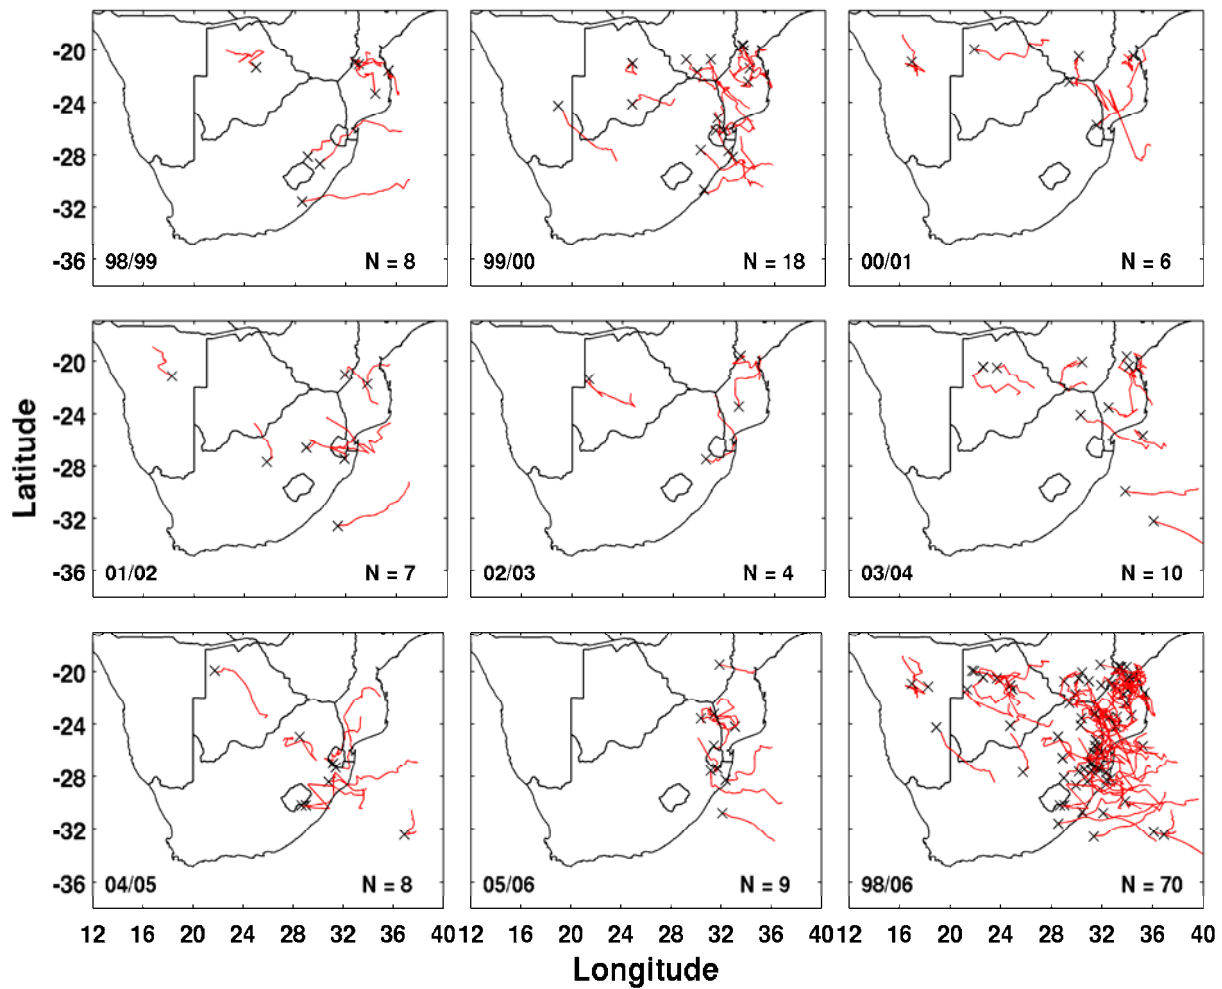 -20
-24
-28
-32
-36
98/99 N = 8
99/00 N = 18
00/01 N = 6
Latitude
-20
-24
-28
-32
-36
01/02 N = 7
02/03 N = 4
03/04 N = 10
-20
-24
-28
-32
-36
04/05 N = 8
05/06 N = 9
98/06 N = 70
12 16 20 24 28 32 36 40 12 16 20 24 28 32 36 40 12 16 20 24 28 32 36 40
Longitude